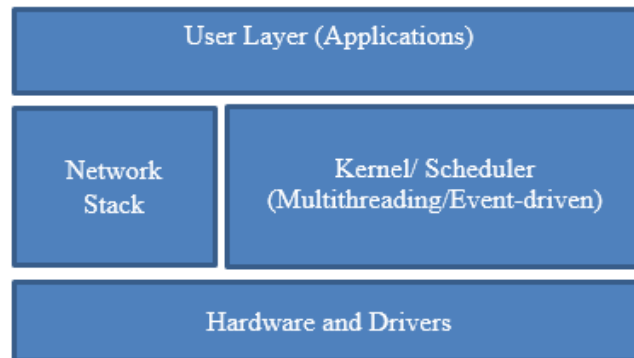 User Layer (Applications)
Network
Stack
Kernel/ Scheduler
(Multithreading/Event-driven)
Hardware and Drivers